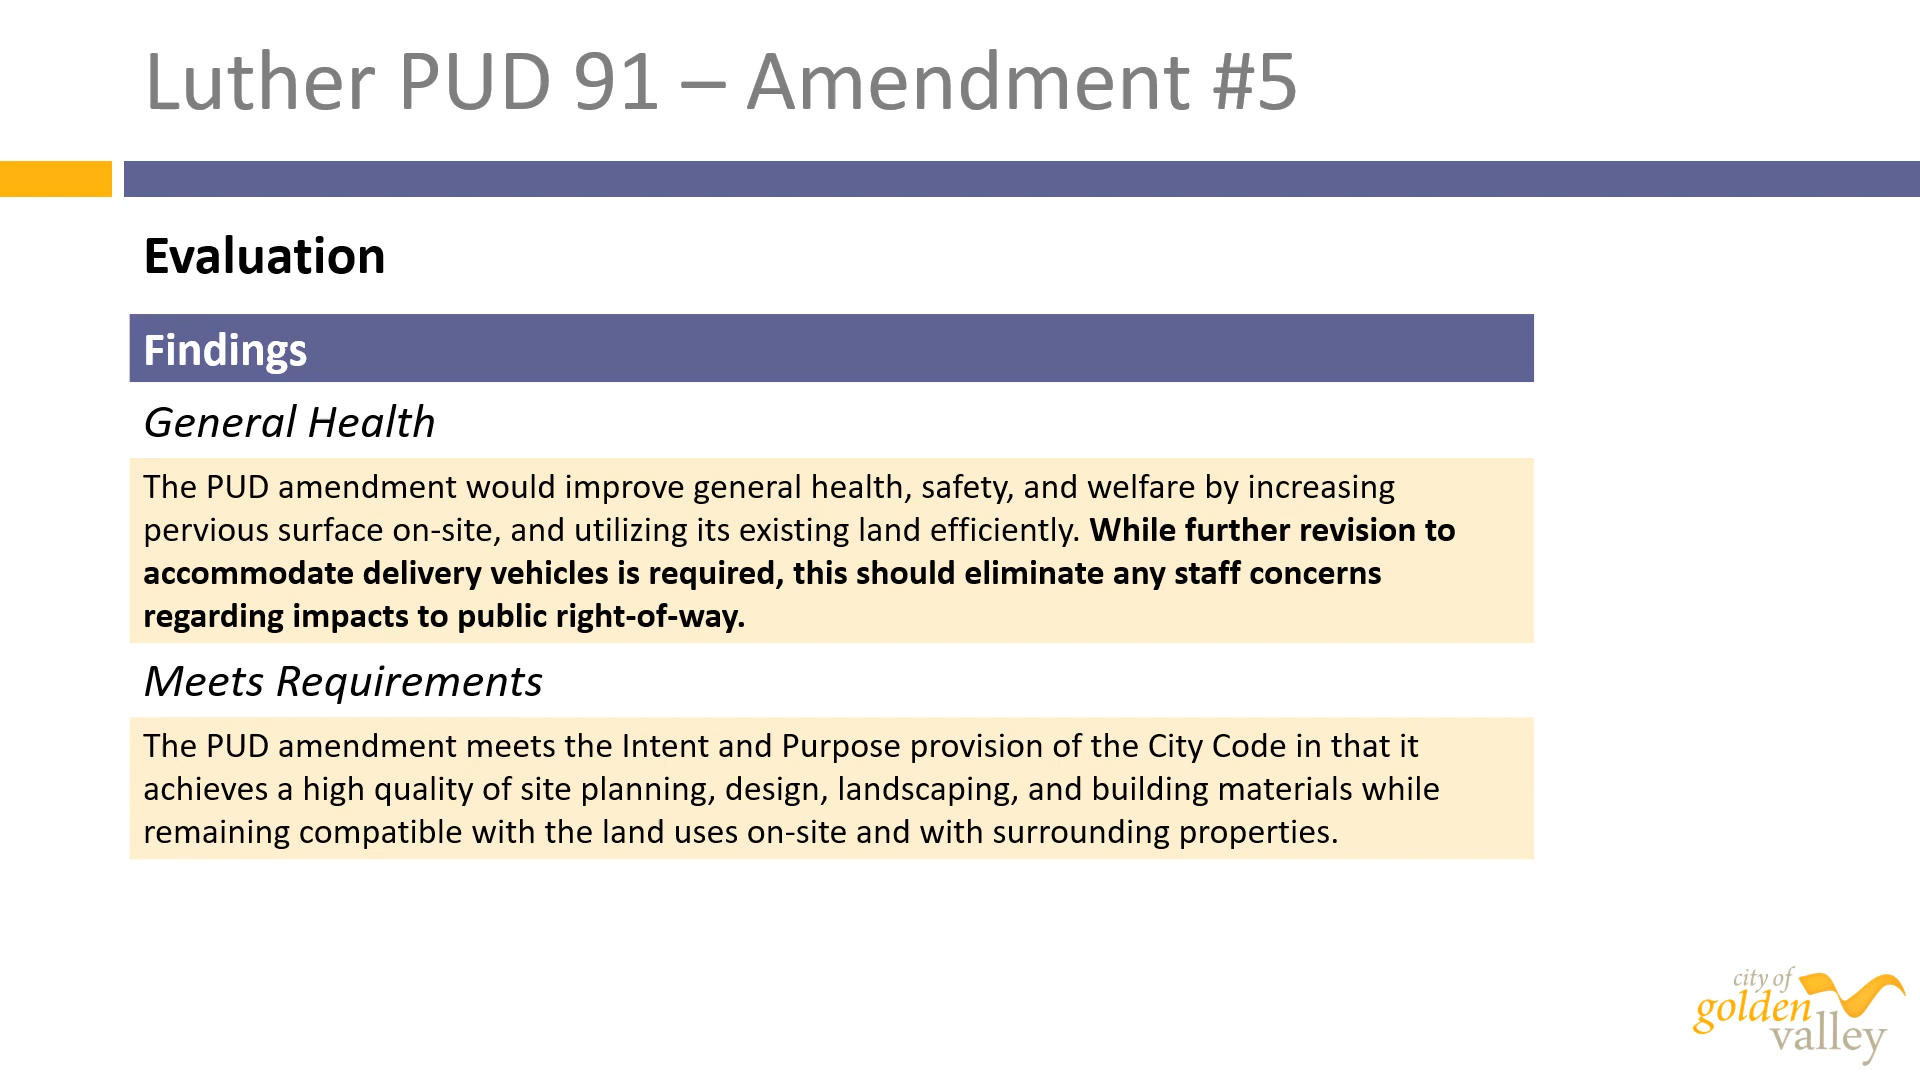 Luther PUD 91 – Amendment #5
Evaluation
Findings
General Health
The PUD amendment would improve general health, safety, and welfare by increasing
pervious surface on-site, and utilizing its existing land efficiently. While further revision to
accommodate delivery vehicles is required, this should eliminate any staff concerns
regarding impacts to public right-of-way.
Meets Requirements
The PUD amendment meets the Intent and Purpose provision of the City Code in that it
achieves a high quality of site planning, design, landscaping, and building materials while
remaining compatible with the land uses on-site and with surrounding properties.
city of
golden
valley